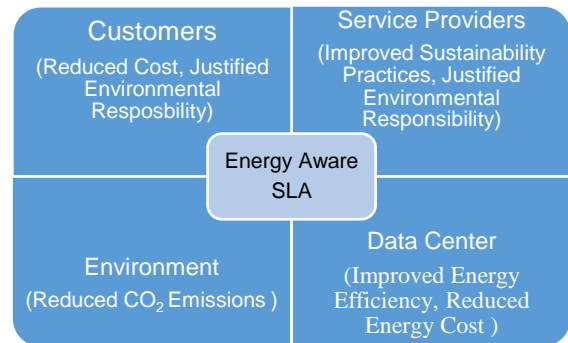 Customers
(Reduced Cost, Justified
Environmental
Resposbility)
Service Providers
(Improved Sustainability
Practices, Justified
Environmental
Responsibility)
Energy Aware
SLA
Environment
(Reduced CO₂ Emissions )
Data Center
(Improved Energy
Efficiency, Reduced
Energy Cost )